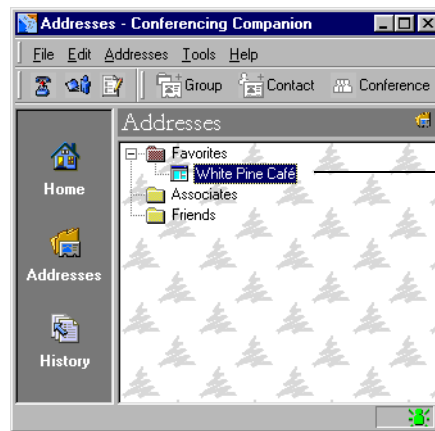 Addresses - Conferencing Companion
File Edit Addresses Tools Help
Group Contact Conference
Addresses
Home
Addresses
History
Favorites
White Pine Café
Associates
Friends